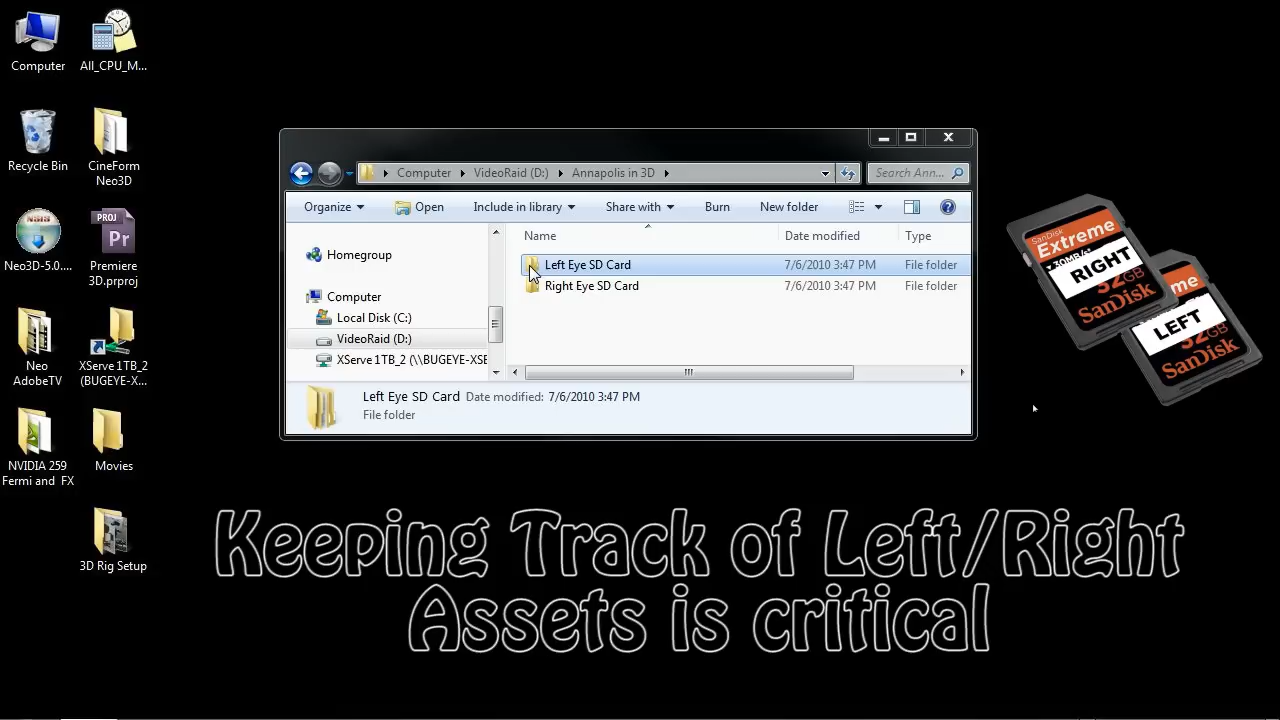 Computer
All_CPU_M...
Recycle Bin
CineForm
Neo3D
Neo3D-5.0....
PROJ
Pr
Premiere
3D.prproj
Neo
AdobeTV
XServe 1TB_2
(BUGEYE-X...
NVIDIA 259
Fermi and FX
Movies
3D Rig Setup
Computer
VideoRaid (D:)
Annapolis in 3D
Search Ann...
Organize
Open
Include in library
Share with
Burn
New folder
Name
Date modified
Type
Homegroup
Computer
Local Disk (C:)
VideoRaid (D:)
XServe 1TB_2 (\\BUGEYE-XSE
Left Eye SD Card
7/6/2010 3:47 PM
File folder
Right Eye SD Card
7/6/2010 3:47 PM
File folder
Left Eye SD Card Date modified: 7/6/2010 3:47 PM
File folder
SanDisk
Extreme
30MB/s
RIGHT
32GB
SanDisk
LEFT
32GB
SanDisk
Keeping Track of Left/Right
Assets is critical